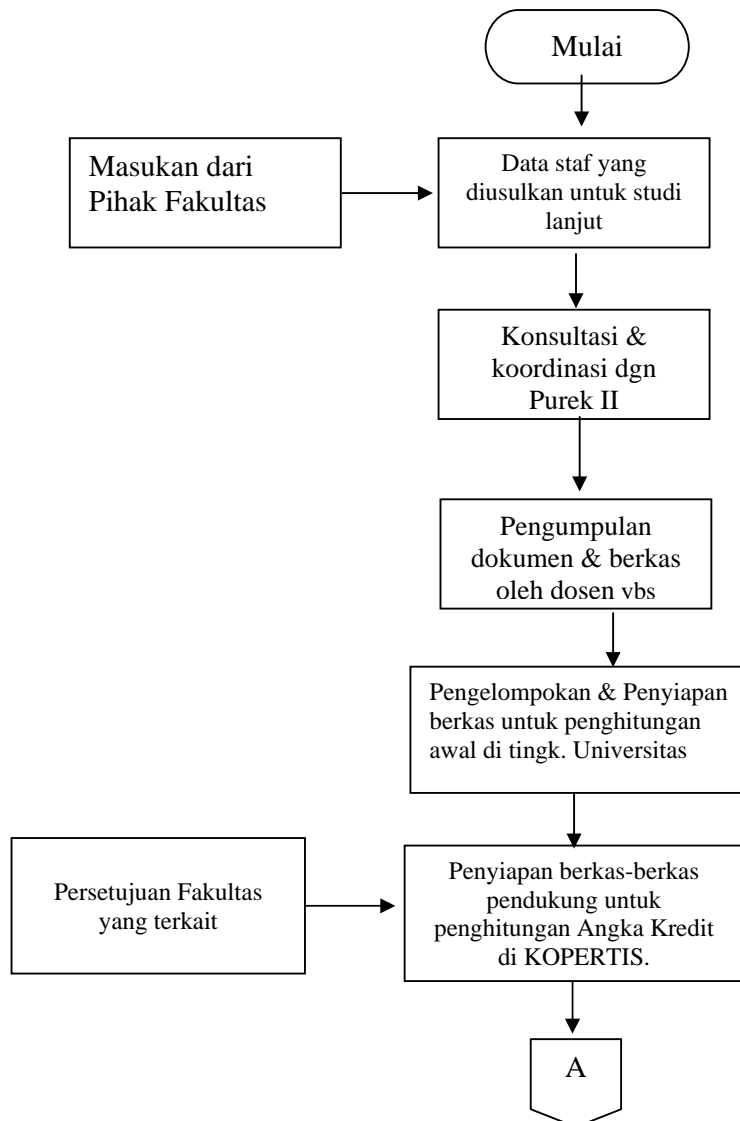 Mulai
Masukan dari
Pihak Fakultas
Data staf yang
diusulkan untuk studi
lanjut
Konsultasi &
koordinasi dgn
Purek II
Pengumpulan
dokumen & berkas
oleh dosen vbs
Pengelompokan & Penyiapan
berkas untuk penghitungan
awal di tingk. Universitas
Persetujuan Fakultas
yang terkait
Penyiapan berkas-berkas
pendukung untuk
penghitungan Angka Kredit
di KOPERTIS.
A